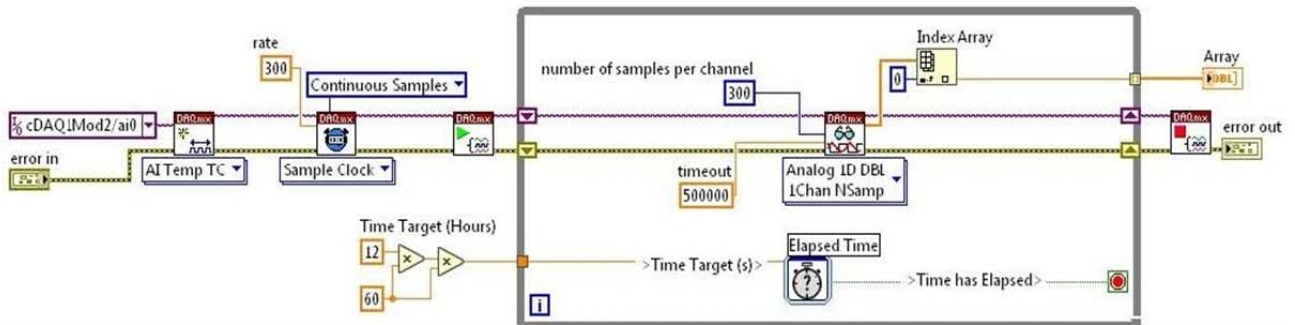 rate
300
Continuous Samples
DAQmx
DAQmx
DAQmx
cDAQ1Mod2/ai0
error in
AI Temp TC
Sample Clock
number of samples per channel
300
Index Array
0
DAQmx
timeout
500000
Analog 1D DBL
1Chan NSamp
Array
DBL
DAQmx
error out
Time Target (Hours)
12
60
>Time Target (s)>
Elapsed Time
?
>Time has Elapsed>
i